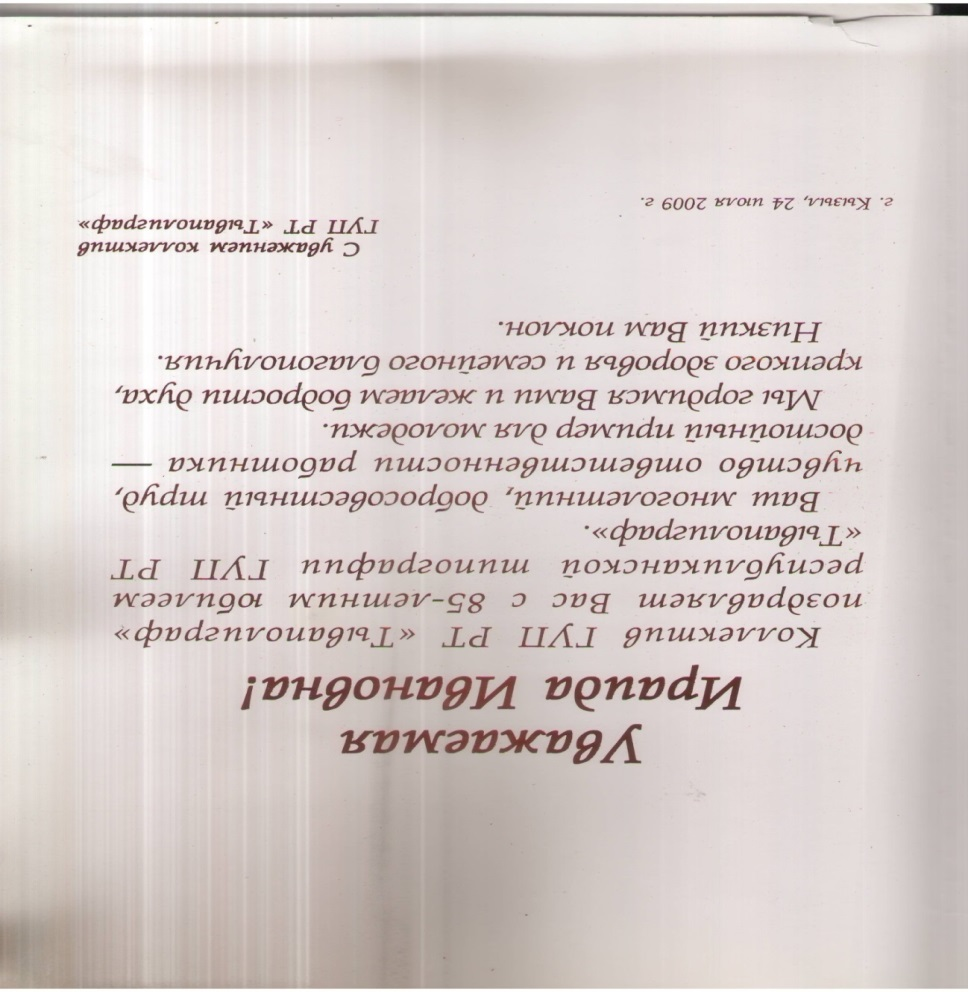 Уважаемая
Ираида Ивановна!
Коллектив ГУП РТ «Тываполиграф»
поздравляет Вас с 85-летним юбилеем
республиканской типографии ГУП РТ
«Тываполиграф».
Ваш многолетний, добросовестный труд,
чувство ответственности работника —
достойный пример для молодежи.
Мы гордимся Вами и желаем бодрости духа,
крепкого здоровья и семейного благополучия.
Низкий Вам поклон.
С уважением коллектив
ГУП РТ «Тываполиграф»
г. Кызыл, 24 июля 2009 г.